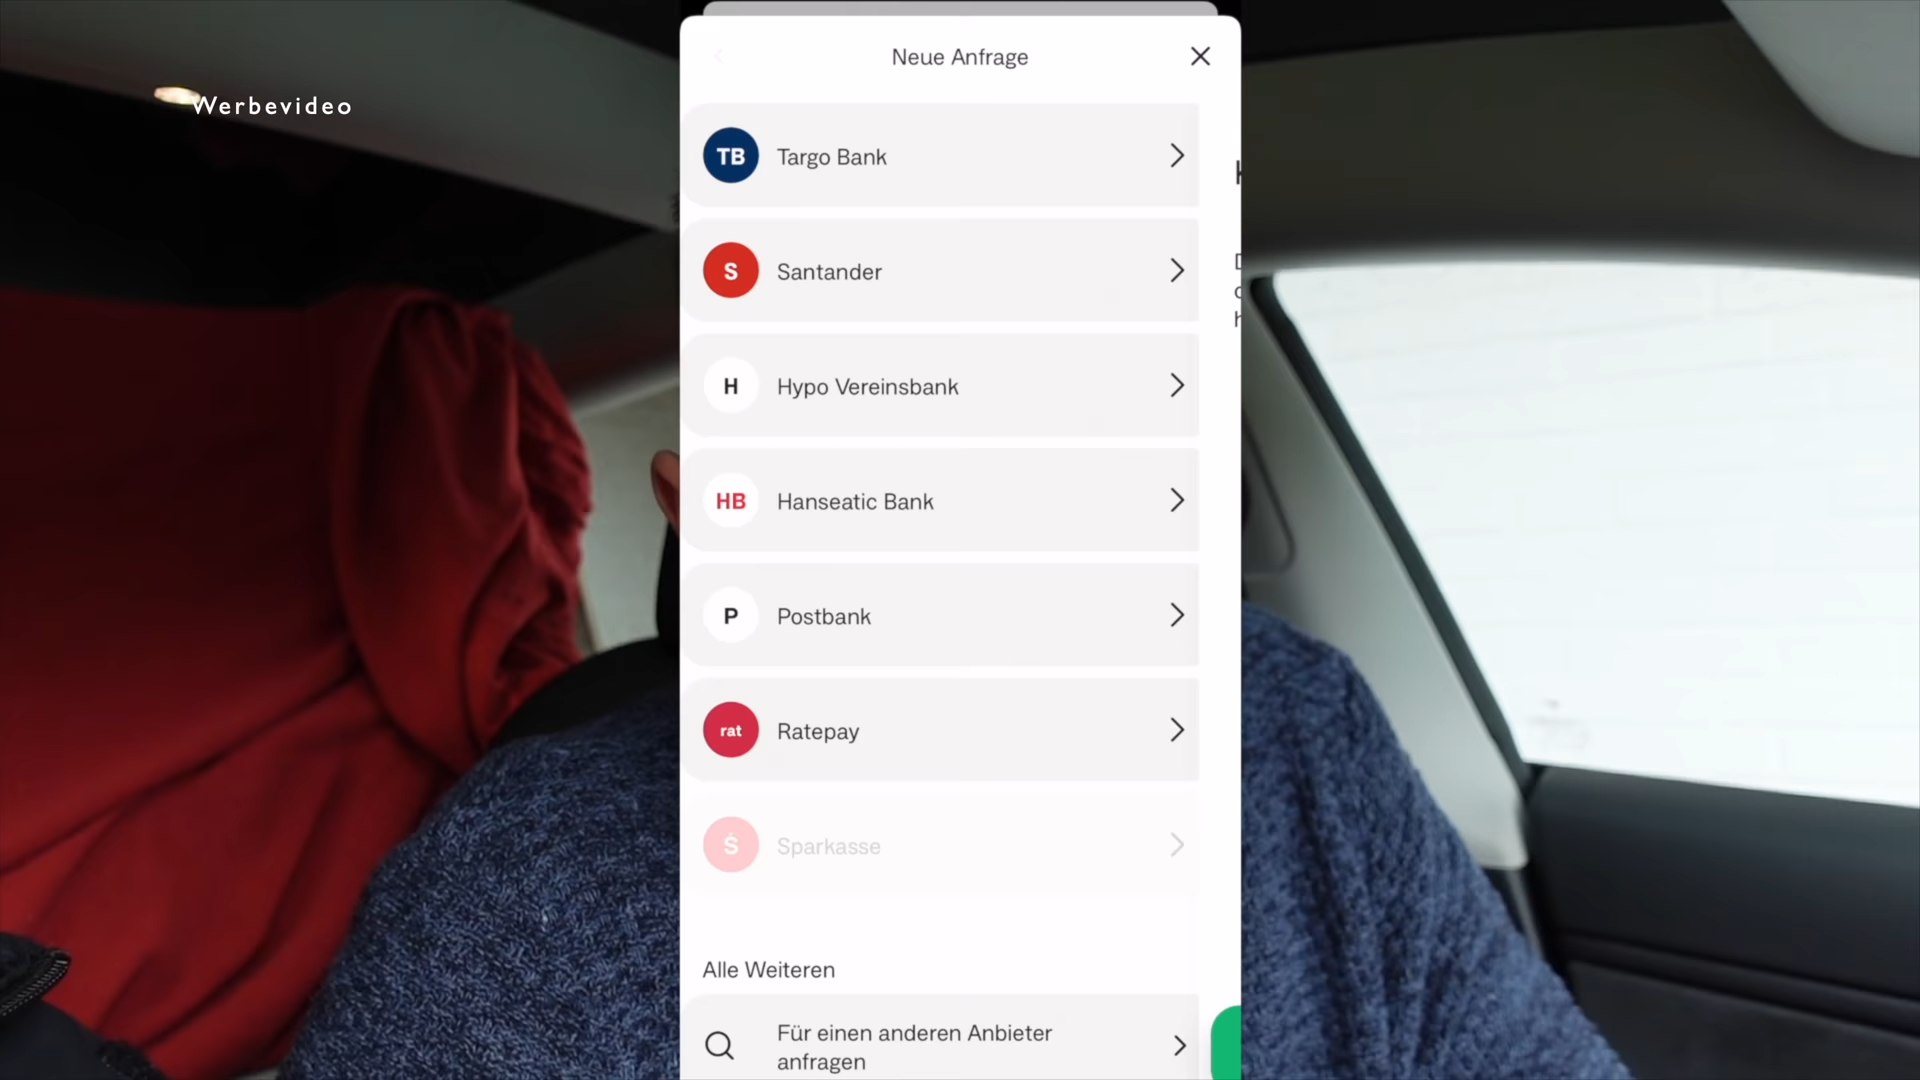 Werbevideo
Neue Anfrage
TB Targo Bank
S Santander
H Hypo Vereinsbank
HB Hanseatic Bank
P Postbank
rat Ratepay
Ṡ Sparkasse
Alle Weiteren
Für einen anderen Anbieter
anfragen